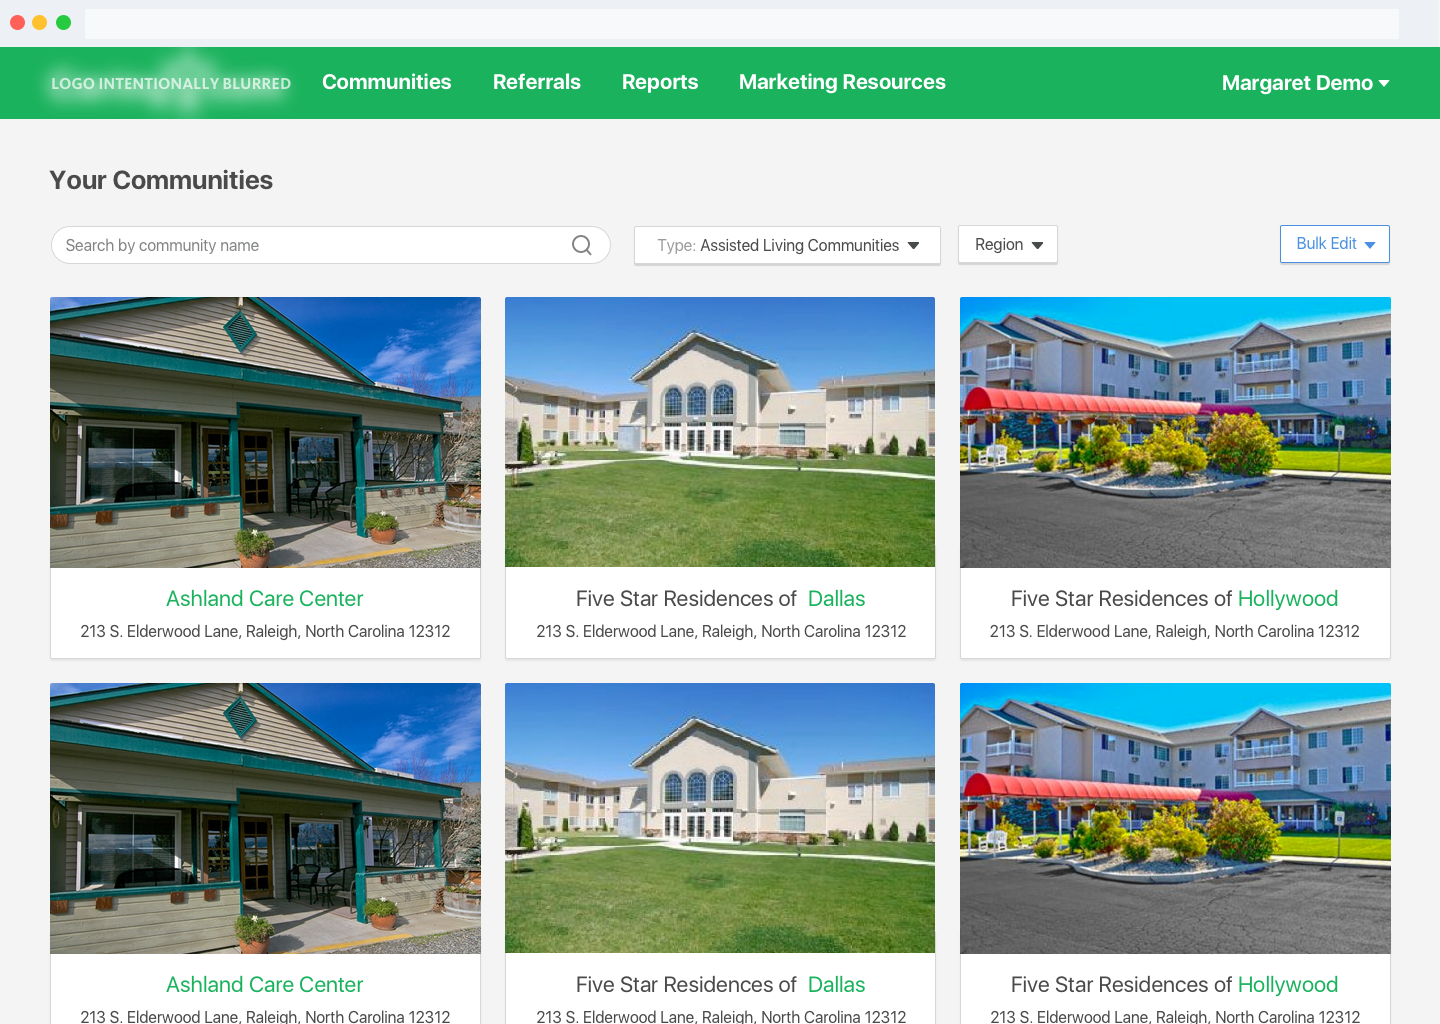 LOGO INTENTIONALLY BLURRED
Communities
Referrals
Reports
Marketing Resources
Margaret Demo
Your Communities
Search by community name
Type: Assisted Living Communities
Region
Bulk Edit
Ashland Care Center
213 S. Elderwood Lane, Raleigh, North Carolina 12312
Five Star Residences of Dallas
213 S. Elderwood Lane, Raleigh, North Carolina 12312
Five Star Residences of Hollywood
213 S. Elderwood Lane, Raleigh, North Carolina 12312
Ashland Care Center
213 S. Elderwood Lane, Raleigh, North Carolina 12312
Five Star Residences of Dallas
213 S. Elderwood Lane, Raleigh, North Carolina 12312
Five Star Residences of Hollywood
213 S. Elderwood Lane, Raleigh, North Carolina 12312